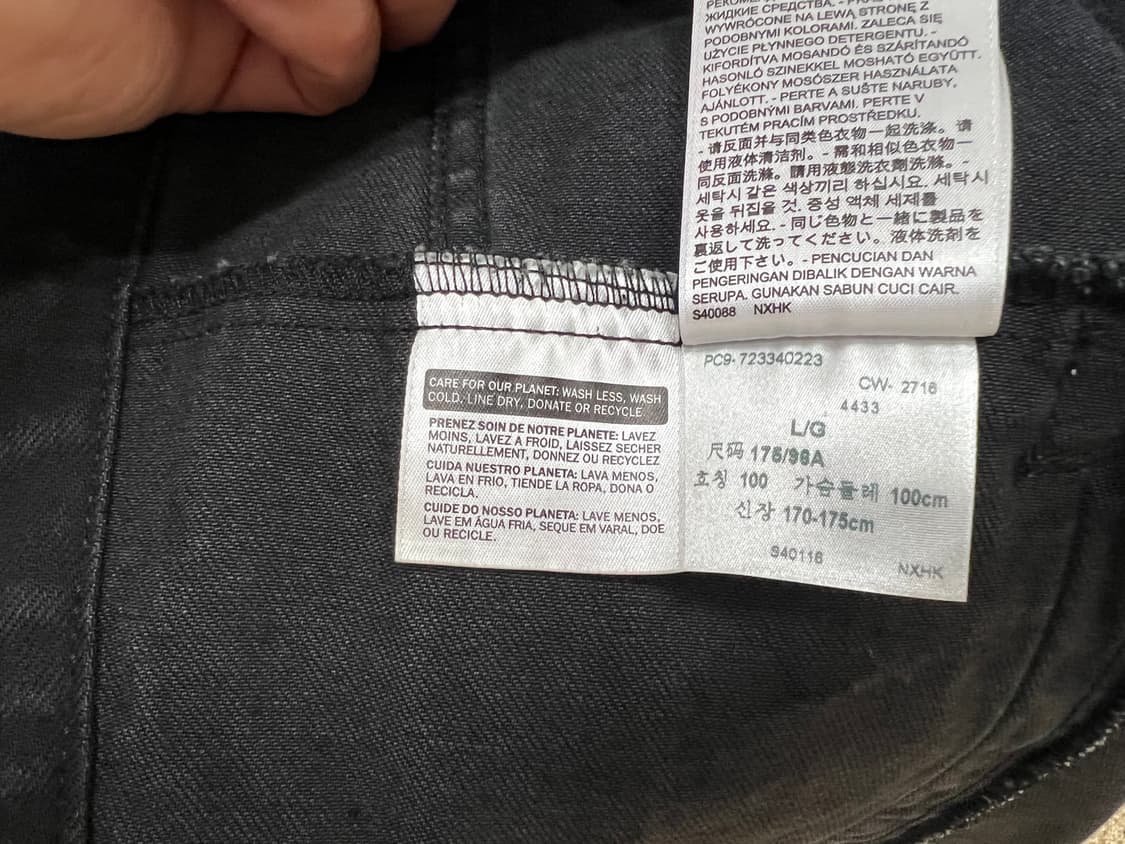 ЖИДКИЕ СРЕДСТВА. - PRAĆ
WYWRÓCONE NA LEWĄ STRONĘ Z
PODOBNYMI KOLORAMI. ZALECA SIĘ
UŻYCIE PŁYNNEGO DETERGENTU. -
KIFORDÍTVA MOSANDÓ ÉS SZÁRÍTANDÓ
HASONLÓ SZINEKKEL MOSHATÓ EGYÜTT.
FOLYÉKONY MOSÓSZER HASZNÁLATA
AJÁNLOTT. - PERTE A SUŠTE NARUBY,
S PODOBNÝMI BARVAMI. PERTE V
TEKUTÉM PRACÍM PROSTŘEDKU.
- 请反面并与同类色衣物一起洗涤。请
使用液体清洁剂。- 需和相似色衣物一
同反面洗滌。請用液態洗衣劑洗滌。-
세탁시 같은 색상끼리 하십시요. 세탁시
옷을 뒤집을 것. 중성 액체 세제를
사용하세요. - 同じ色物と一緒に製品を
裏返して洗ってください。液体洗剤を
ご使用下さい。- PENCUCIAN DAN
PENGERINGAN DIBALIK DENGAN WARNA
SERUPA. GUNAKAN SABUN CUCI CAIR.
S40088 NXHK
CARE FOR OUR PLANET: WASH LESS, WASH
COLD, LINE DRY, DONATE OR RECYCLE
PRENEZ SOIN DE NOTRE PLANETE: LAVEZ
MOINS, LAVEZ A FROID, LAISSEZ SECHER
NATURELLEMENT, DONNEZ OU RECYCLEZ
CUIDA NUESTRO PLANETA: LAVA MENOS,
LAVA EN FRIO, TIENDE LA ROPA, DONA O
RECICLA.
CUIDE DO NOSSO PLANETA: LAVE MENOS,
LAVE EM ÁGUA FRIA, SEQUE EM VARAL, DOE
OU RECICLE.
PC9- 723340223
CW- 2716
4433
L/G
尺码 175/96A
호칭 100 가슴둘레 100cm
신장 170-175cm
S40116
NXHK